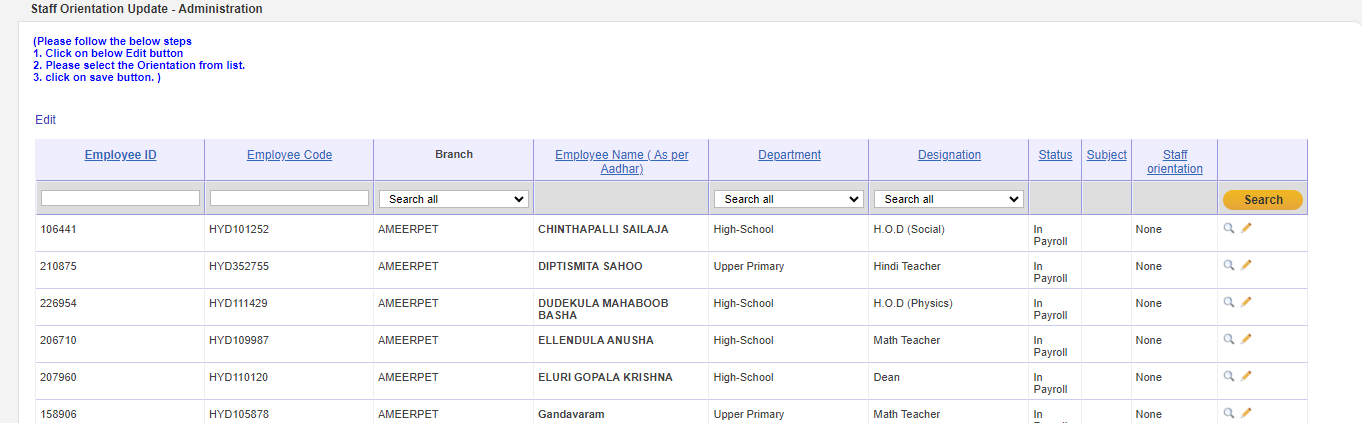 Staff Orientation Update - Administration
(Please follow the below steps
1. Click on below Edit button
2. Please select the Orientation from list.
3. click on save button. )
Edit
Employee ID Employee Code Branch Employee Name ( As per Aadhar) Department Designation Status Subject Staff orientation
Search all Search all Search all Search
106441 HYD101252 AMEERPET CHINTHAPALLI SAILAJA High-School H.O.D (Social) In Payroll None
210875 HYD352755 AMEERPET DIPTISMITA SAHOO Upper Primary Hindi Teacher In Payroll None
226954 HYD111429 AMEERPET DUDEKULA MAHABOOB BASHA High-School H.O.D (Physics) In Payroll None
206710 HYD109987 AMEERPET ELLENDULA ANUSHA High-School Math Teacher In Payroll None
207960 HYD110120 AMEERPET ELURI GOPALA KRISHNA High-School Dean In Payroll None
158906 HYD105878 AMEERPET Gandavaram Upper Primary Math Teacher In None